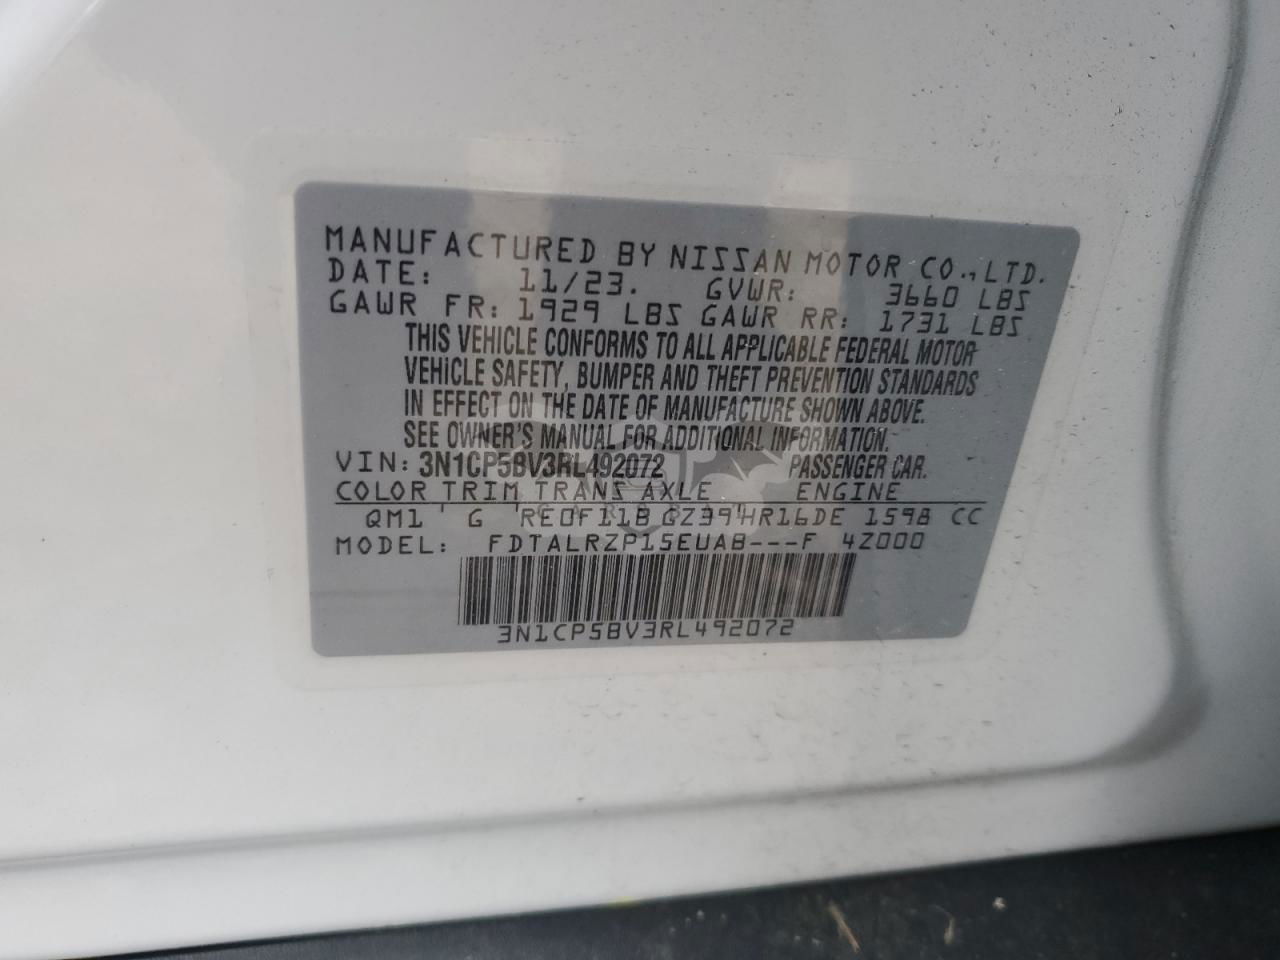 MANUFACTURED BY NISSAN MOTOR CO., LTD.
DATE: 11/23. GVWR: 3660 LBS
GAWR FR: 1929 LBS GAWR RR: 1731 LBS
THIS VEHICLE CONFORMS TO ALL APPLICABLE FEDERAL MOTOR
VEHICLE SAFETY, BUMPER AND THEFT PREVENTION STANDARDS
IN EFFECT ON THE DATE OF MANUFACTURE SHOWN ABOVE.
SEE OWNER'S MANUAL FOR ADDITIONAL INFORMATION.
VIN: 3N1CP5BV3RL492072 PASSENGER CAR.
COLOR TRIM TRANS AXLE ENGINE
QM1 ' G ' RE0F11B GZ394 HR16DE 1598 CC
MODEL: FDTALRZP15EUAB---F 4Z000
3N1CP5BV3RL492072